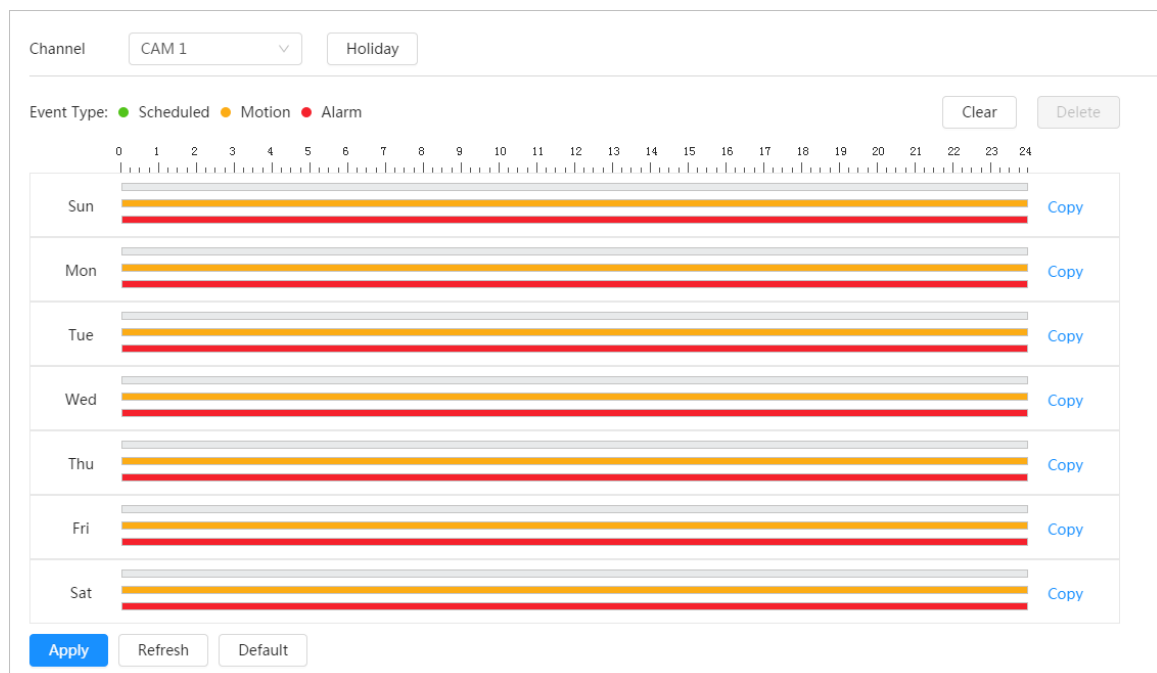 Channel CAM 1 Holiday
Event Type: Scheduled Motion Alarm Clear Delete
0 1 2 3 4 5 6 7 8 9 10 11 12 13 14 15 16 17 18 19 20 21 22 23 24
Sun Copy
Mon Copy
Tue Copy
Wed Copy
Thu Copy
Fri Copy
Sat Copy
Apply Refresh Default